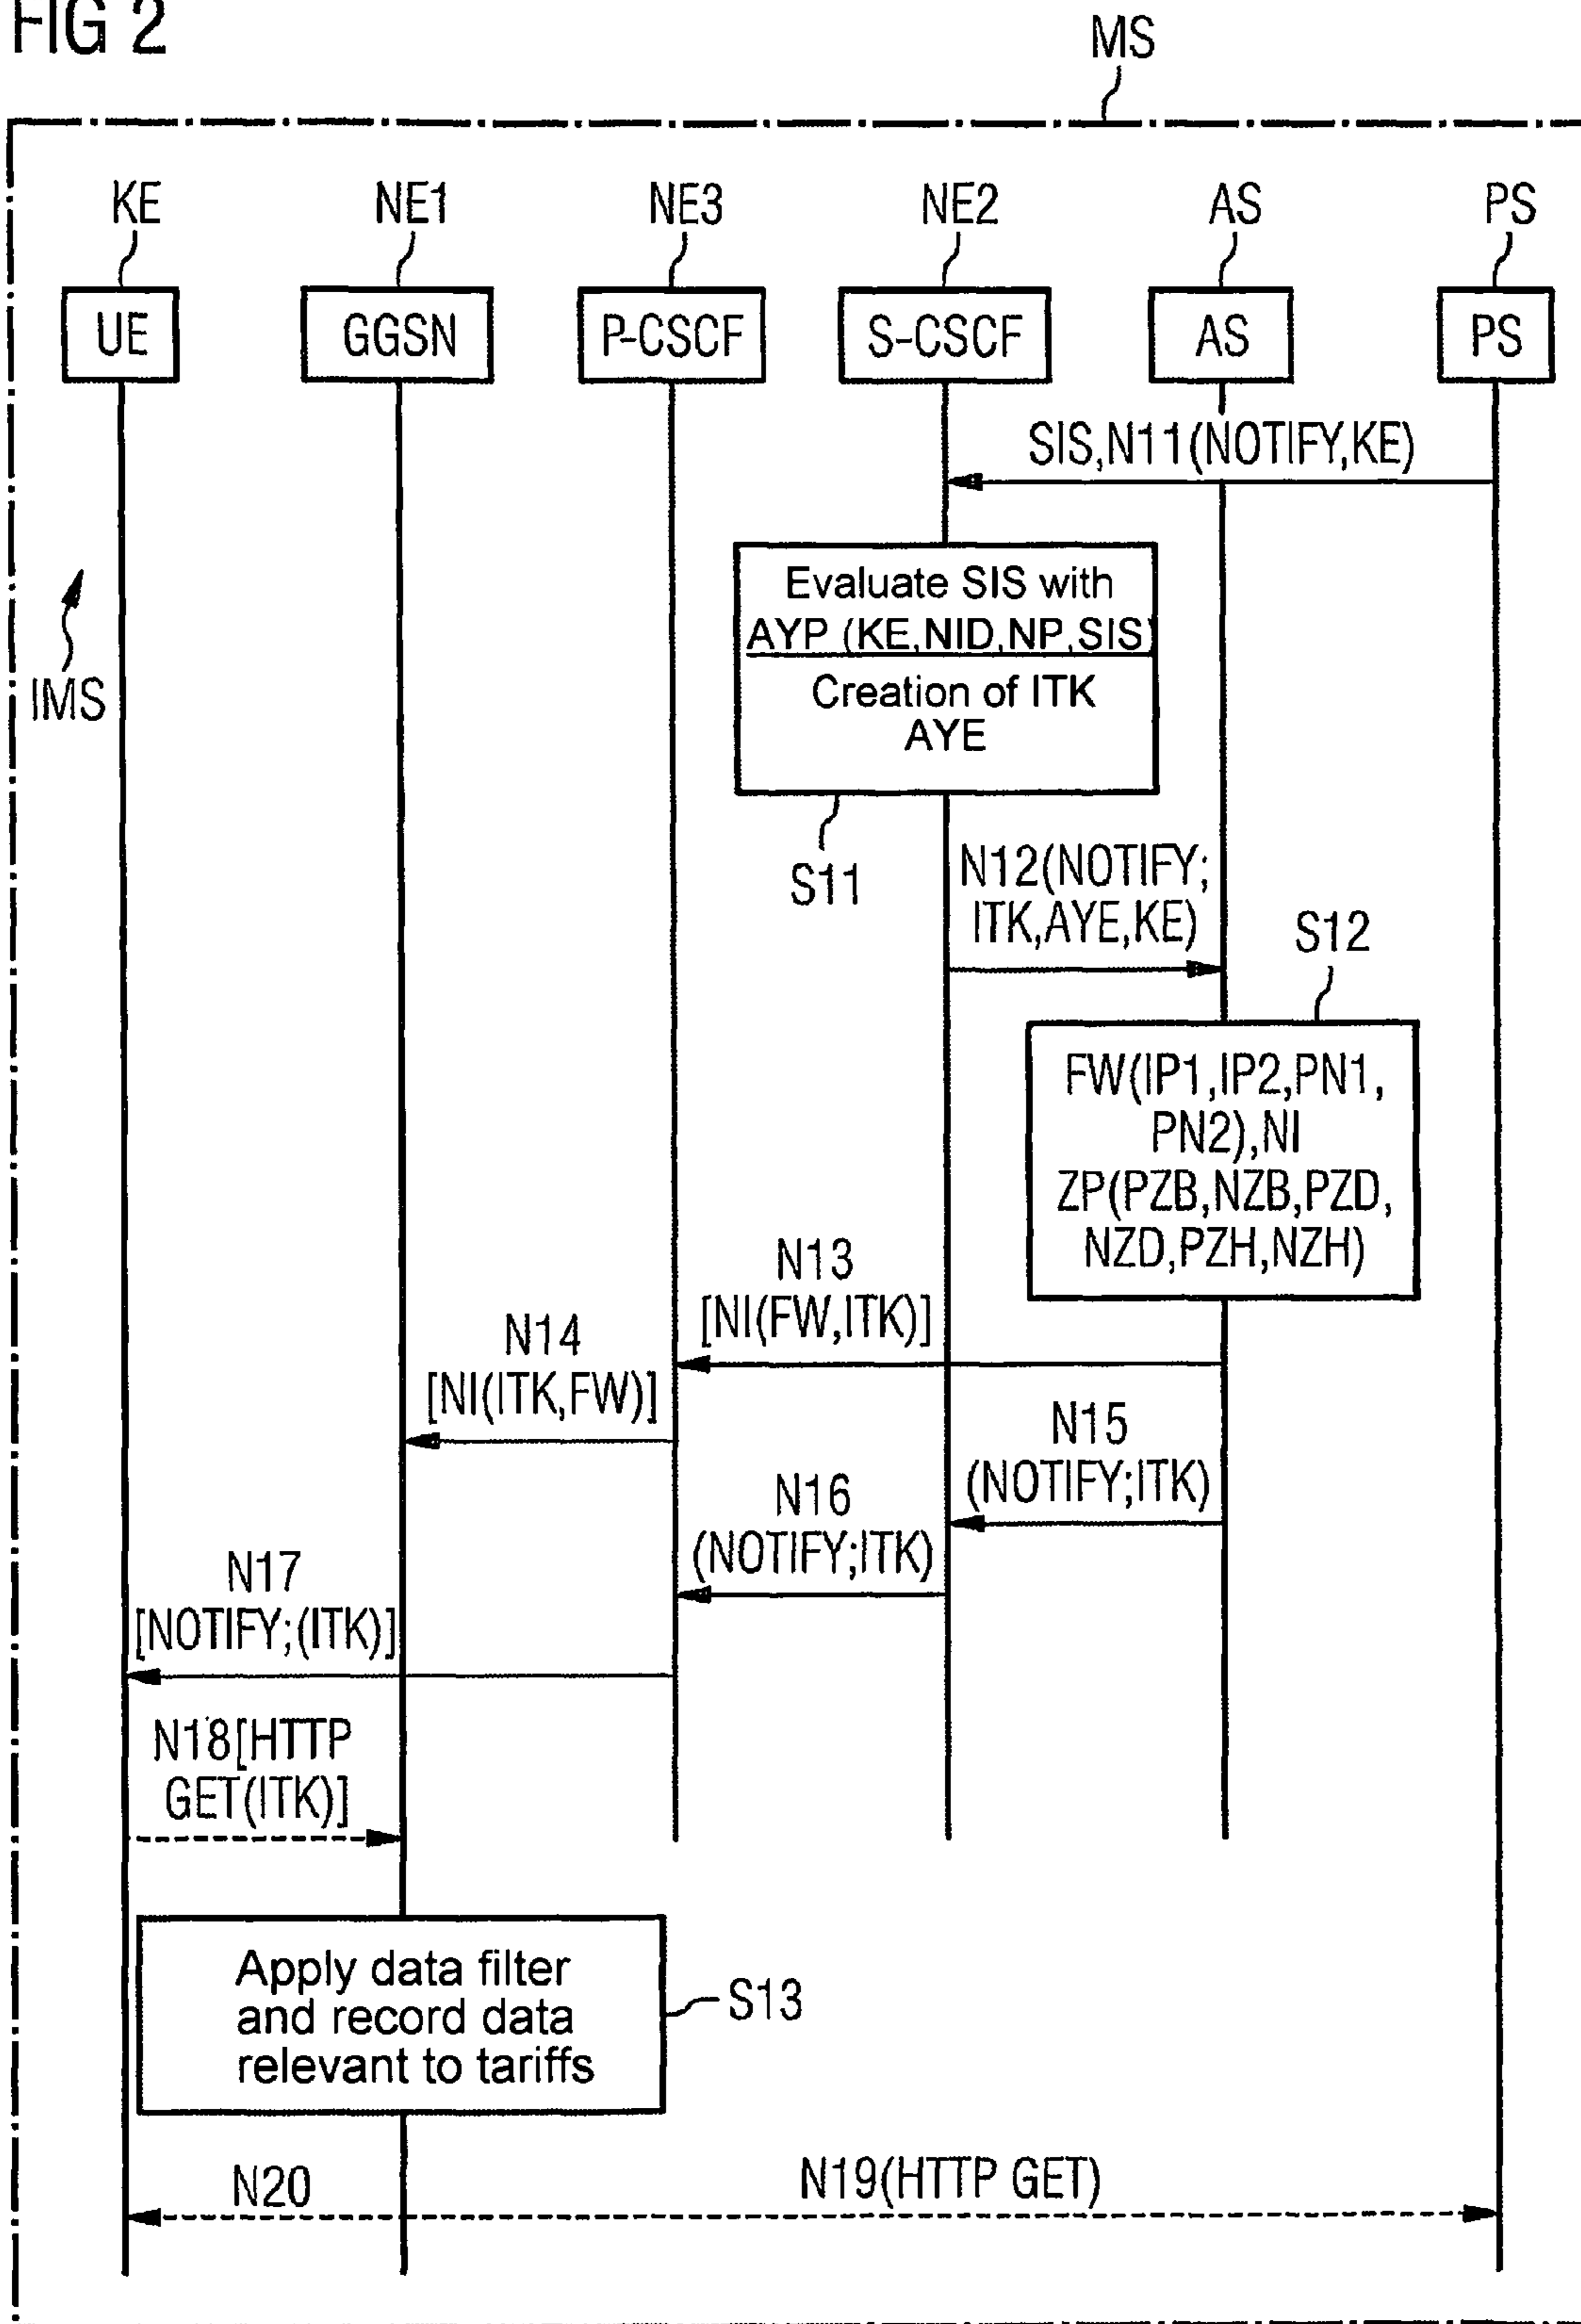 FIG 2
MS
KE
NE1
NE3
NE2
AS
PS
UE
GGSN
P-CSCF
S-CSCF
AS
PS
SIS,N11(NOTIFY,KE)
Evaluate SIS with
AYP (KE,NID,NP,SIS)
Creation of ITK
AYE
IMS
S11
N12(NOTIFY;
ITK,AYE,KE)
S12
FW(IP1,IP2,PN1,
PN2),NI
ZP(PZB,NZB,PZD,
NZD,PZH,NZH)
N13
[NI(FW,ITK)]
N14
[NI(ITK,FW)]
N15
(NOTIFY;ITK)
N16
(NOTIFY;ITK)
N17
[NOTIFY;(ITK)]
N18[HTTP
GET(ITK)]
Apply data filter
and record data
relevant to tariffs
S13
N20
N19(HTTP GET)